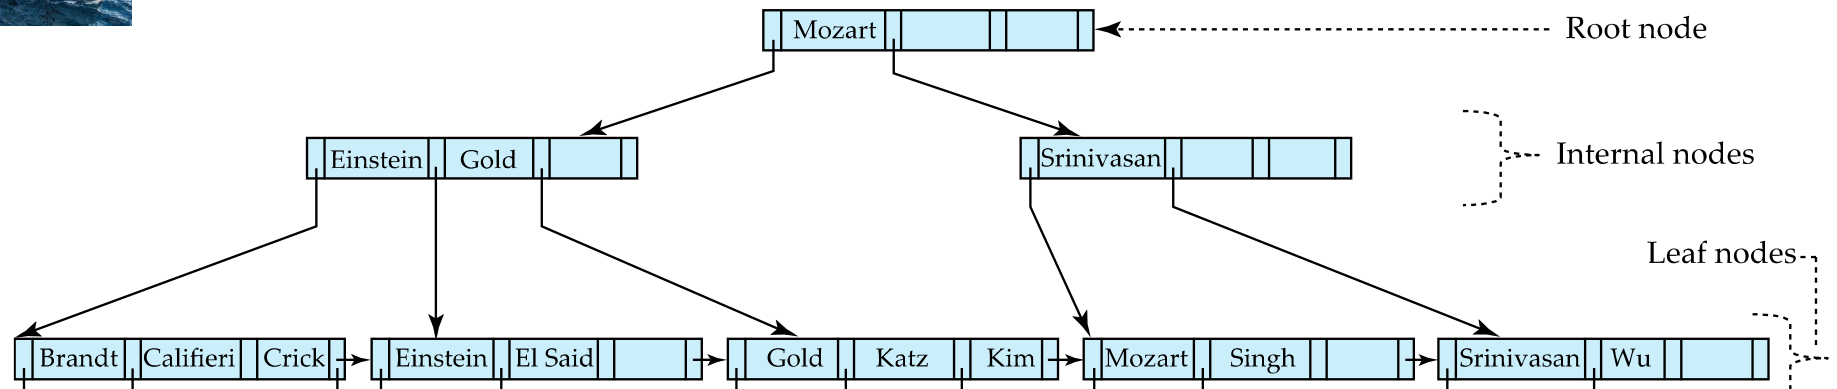 Mozart
Root node
Einstein Gold
Srinivasan
Internal nodes
Leaf nodes
Brandt Califieri Crick
Einstein El Said
Gold Katz Kim
Mozart Singh
Srinivasan Wu